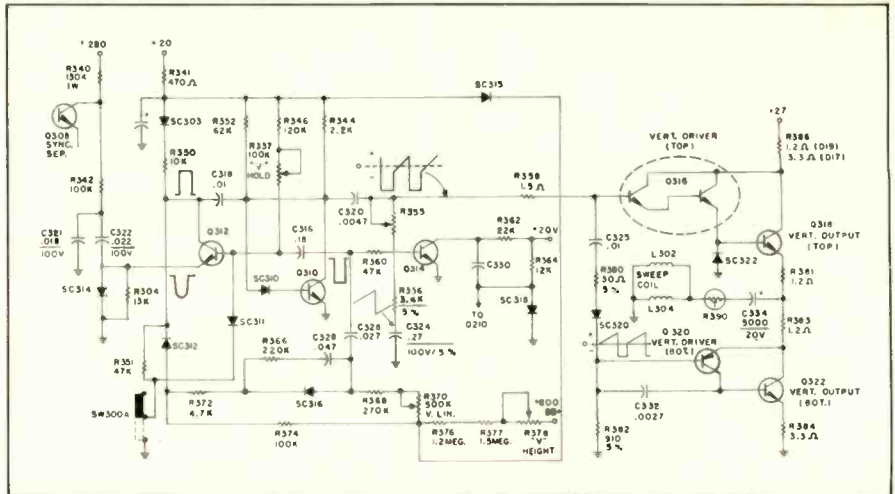 +280
+20
R340
130K
1W
R341
470Ω
Q308
SYNC.
SEP.
SC303
R352
62K
R346
120K
R344
2.2K
SC315
+27
R386
1.2Ω (D19)
3.3Ω (D17)
VERT. DRIVER
(TOP)
R337
100K
"V"
HOLD
R350
10K
R342
100K
C318
.01
C320
.0047
R355
R358
1.5Ω
Q316
Q318
VERT. OUTPUT
(TOP)
C321
.018
100V
C322
.022
100V
Q312
C316
.18
R360
47K
Q314
R362
22K
+20V
C325
.01
L302
SWEEP
COIL
L304
SC322
R381
1.2Ω
SC314
R304
13K
SC310
Q310
R356
3.4K
5%
C330
R364
12K
R380
30Ω
5%
R390
C334
5000
20V
R383
1.2Ω
SC311
R351
47K
SC312
R366
220K
C328
.047
C328
.027
C324
.27
100V/5%
TO
Q210
SC318
SC320
Q320
VERT. DRIVER
(BOT.)
Q322
VERT. OUTPUT
(BOT.)
SW300A
R372
4.7K
SC316
R368
270K
R370
500K
V. LIN.
+800
BB+
C332
.0027
R374
100K
R376
1.2MEG.
R377
1.5MEG.
R378
"V"
HEIGHT
R382
910
5%
R384
3.3Ω